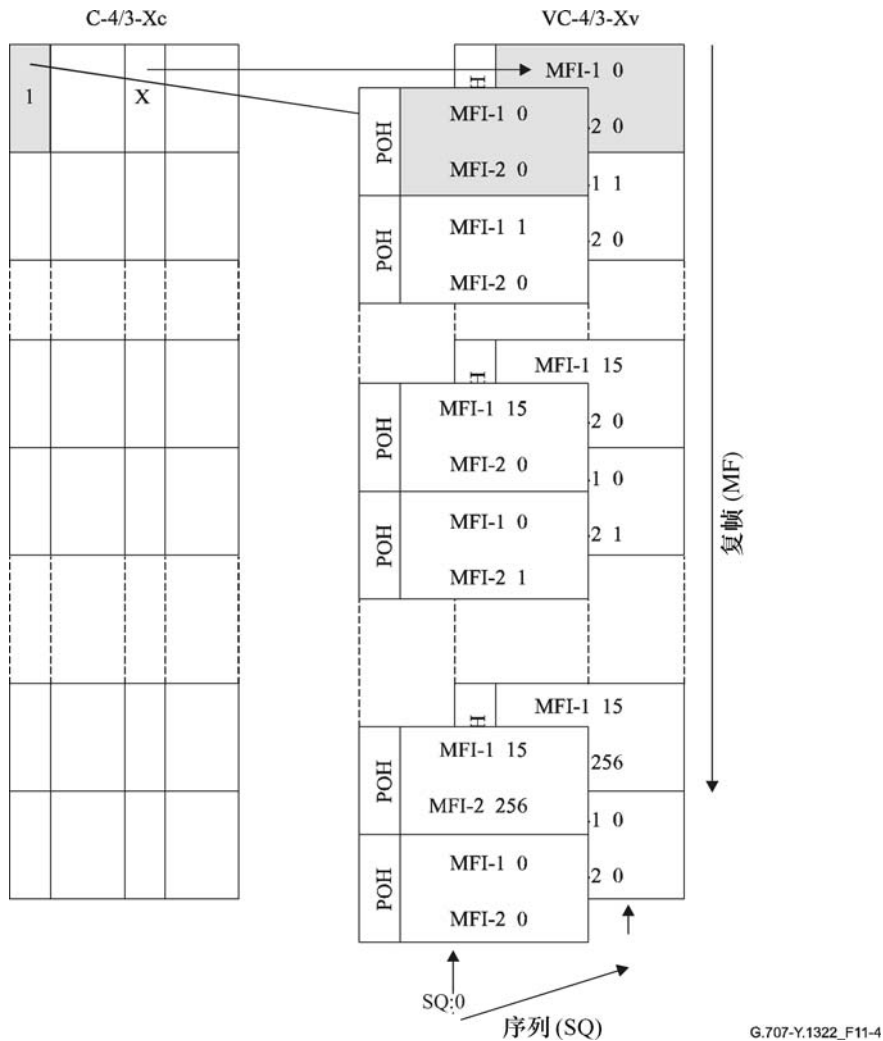 C-4/3-Xc
VC-4/3-Xv
1
X
H
MFI-1 0
-2 0
POH
MFI-1 0
MFI-2 0
-1 1
-2 0
POH
MFI-1 1
MFI-2 0
H
MFI-1 15
-2 0
POH
MFI-1 15
MFI-2 0
-1 0
-2 1
POH
MFI-1 0
MFI-2 1
复帧 (MF)
H
MFI-1 15
256
POH
MFI-1 15
MFI-2 256
-1 0
-2 0
POH
MFI-1 0
MFI-2 0
SQ:0
序列 (SQ)
G.707-Y.1322_F11-4